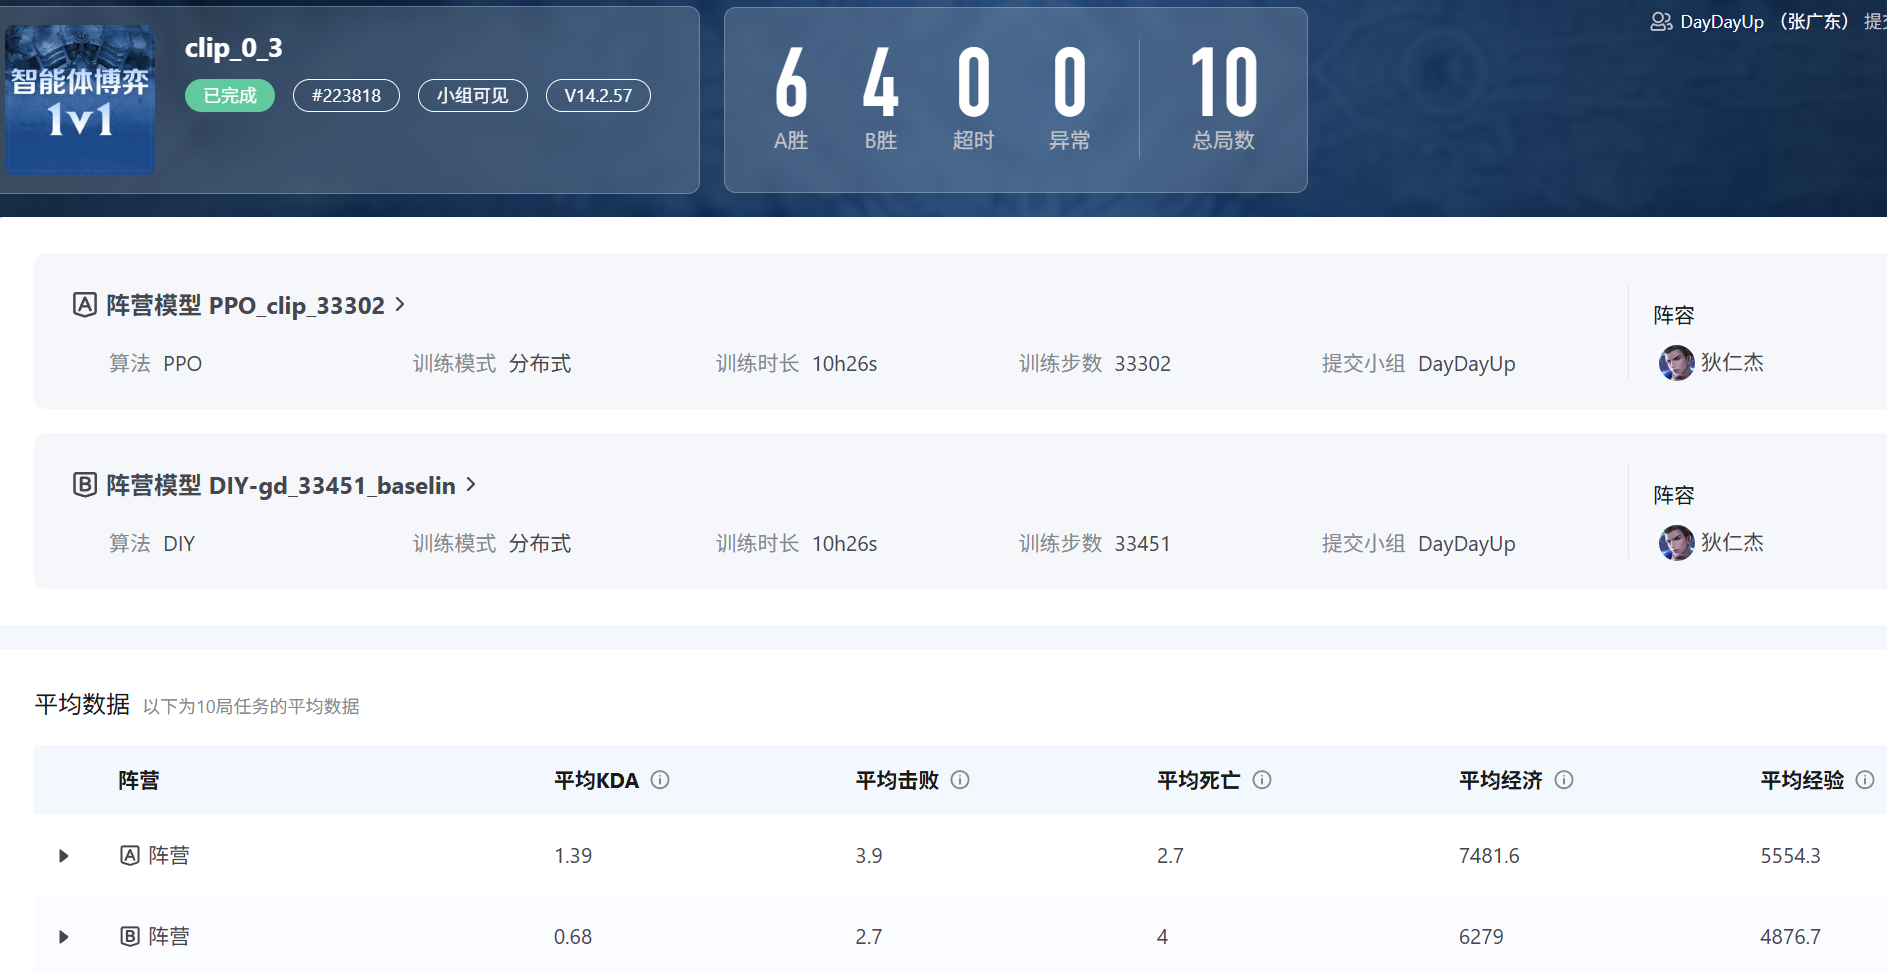 智能体博弈
1v1
clip_0_3
已完成 #223818 小组可见 V14.2.57
6 4 0 0 10
A胜 B胜 超时 异常 总局数
DayDayUp （张广东） 提交
A 阵营模型 PPO_clip_33302 >
算法 PPO 训练模式 分布式 训练时长 10h26s 训练步数 33302 提交小组 DayDayUp
阵容
狄仁杰
B 阵营模型 DIY-gd_33451_baselin >
算法 DIY 训练模式 分布式 训练时长 10h26s 训练步数 33451 提交小组 DayDayUp
阵容
狄仁杰
平均数据 以下为10局任务的平均数据
阵营 平均KDA 平均击败 平均死亡 平均经济 平均经验
A 阵营 1.39 3.9 2.7 7481.6 5554.3
B 阵营 0.68 2.7 4 6279 4876.7